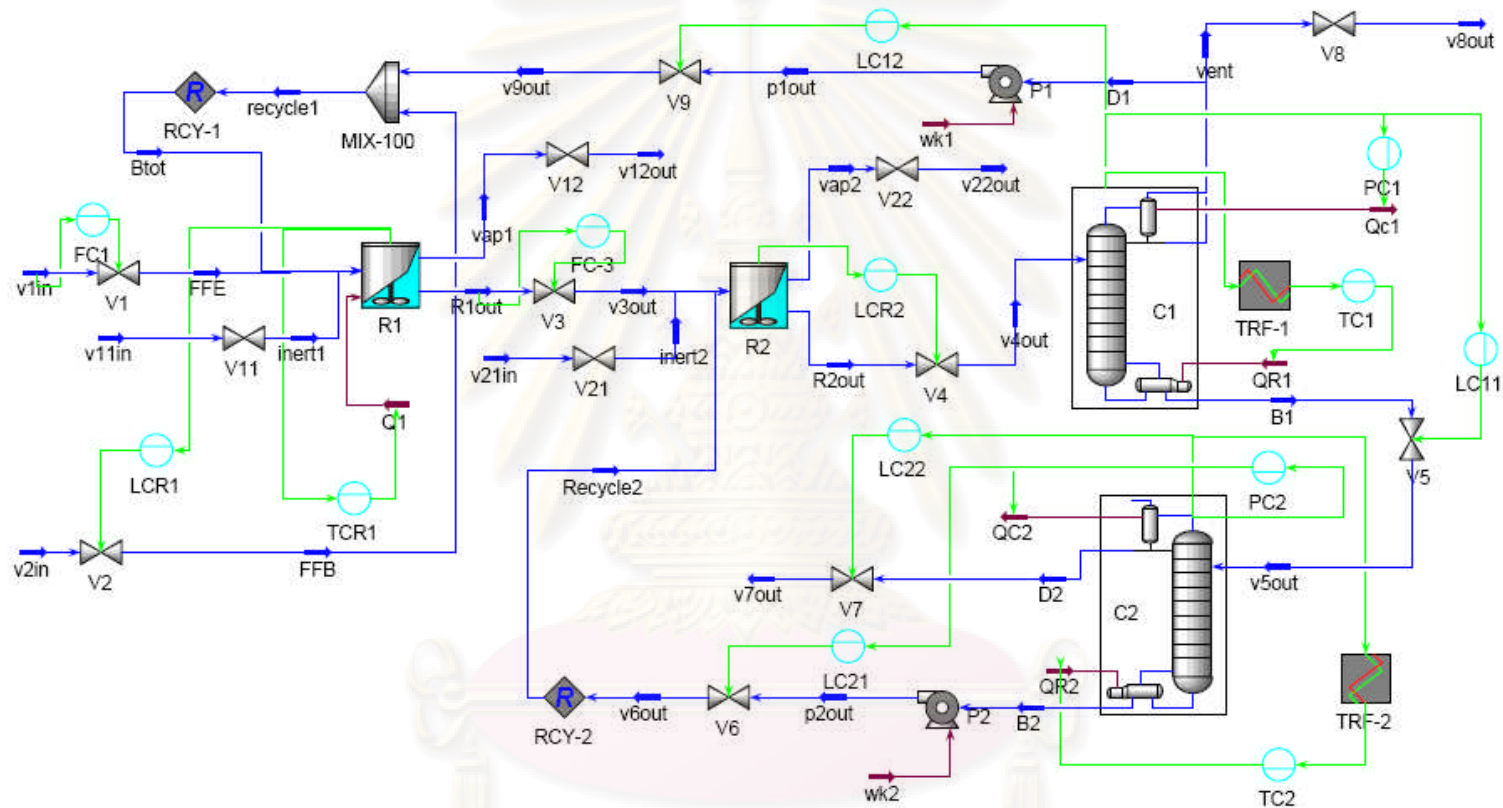 LC12
V8
v8out
vent
v9out
V9
p1out
P1
D1
wk1
recycle1
RCY-1
MIX-100
R
Btot
V12
v12out
vap2
V22
v22out
PC1
Qc1
vap1
FC1
FC-3
v1in
V1
FFE
R1
R1out
V3
v3out
LCR2
C1
TRF-1
TC1
R2
v4out
v11in
V11
inert1
v21in
V21
inert2
R2out
V4
QR1
LC11
B1
Q1
V5
LCR1
LC22
Recycle2
PC2
TCR1
QC2
v2in
V2
FFB
v7out
V7
D2
v5out
C2
LC21
QR2
R
RCY-2
v6out
V6
p2out
P2
B2
TRF-2
wk2
TC2